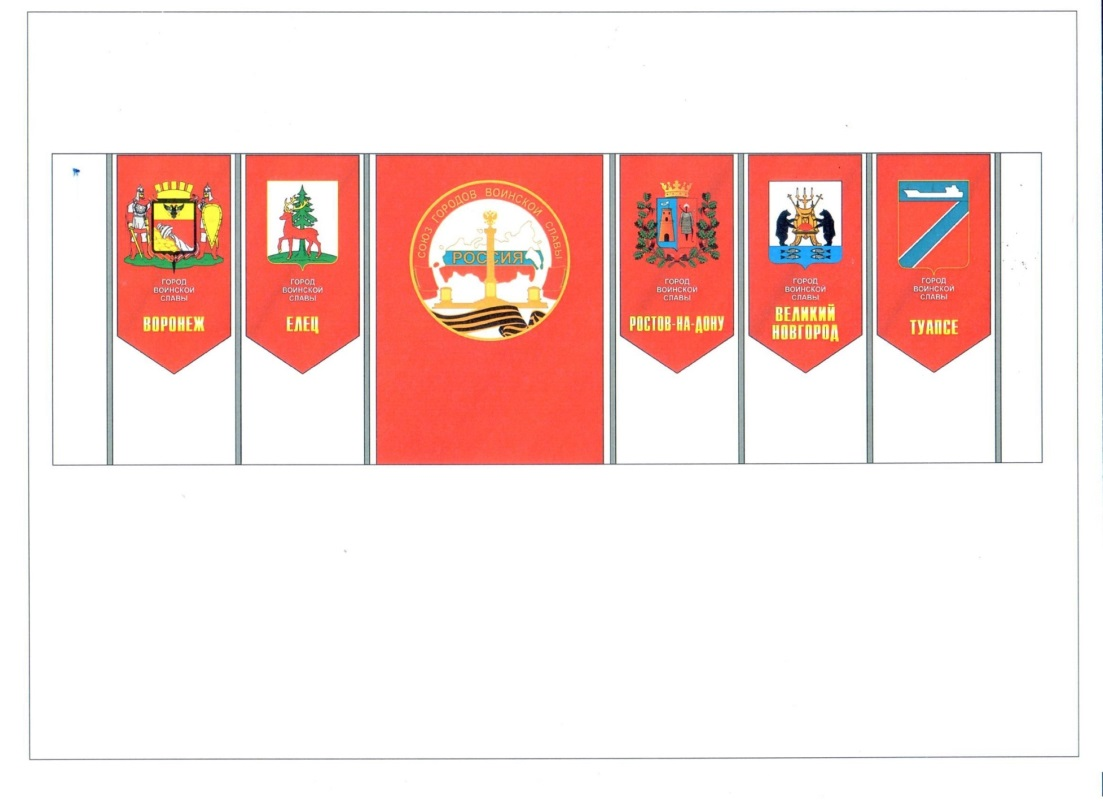 ГОРОД
ВОИНСКОЙ
СЛАВЫ
ВОРОНЕЖ
ГОРОД
ВОИНСКОЙ
СЛАВЫ
ЕЛЕЦ
СОЮЗ ГОРОДОВ ВОИНСКОЙ СЛАВЫ
РОССИЯ
ГОРОД
ВОИНСКОЙ
СЛАВЫ
РОСТОВ-НА-ДОНУ
ГОРОД
ВОИНСКОЙ
СЛАВЫ
ВЕЛИКИЙ
НОВГОРОД
ГОРОД
ВОИНСКОЙ
СЛАВЫ
ТУАПСЕ